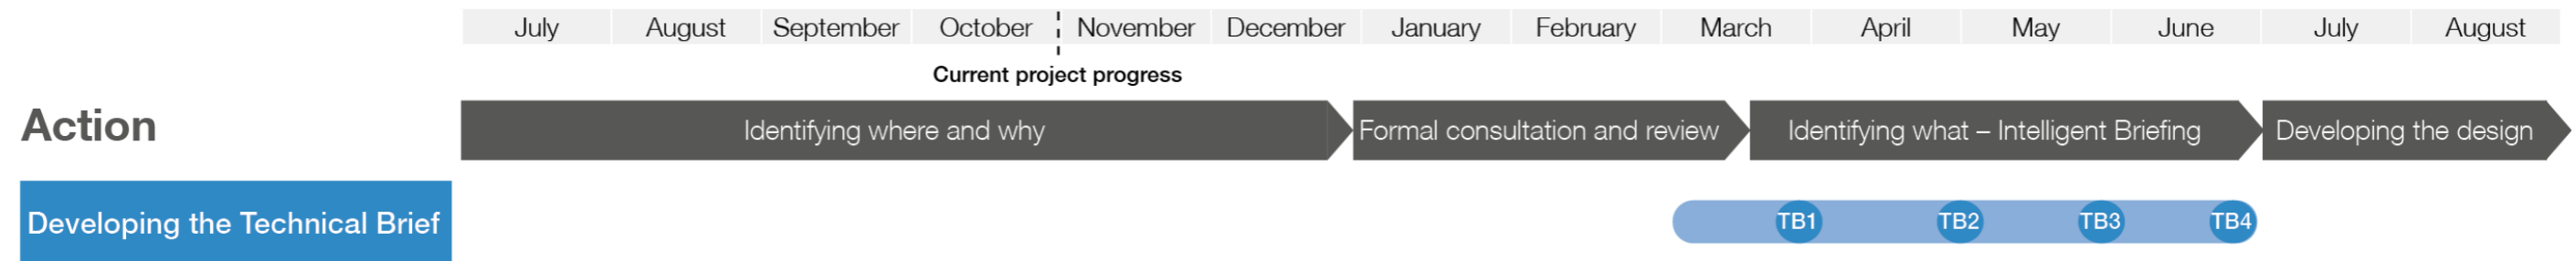 July August September October November December January February March April May June July August
Current project progress
Action
Identifying where and why
Formal consultation and review
Identifying what – Intelligent Briefing
Developing the design
Developing the Technical Brief
TB1 TB2 TB3 TB4